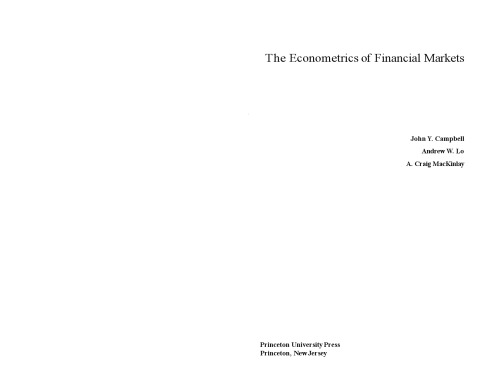 The Econometrics of Financial Markets
John Y. Campbell
Andrew W. Lo
A. Craig MacKinlay
Princeton University Press
Princeton, New Jersey